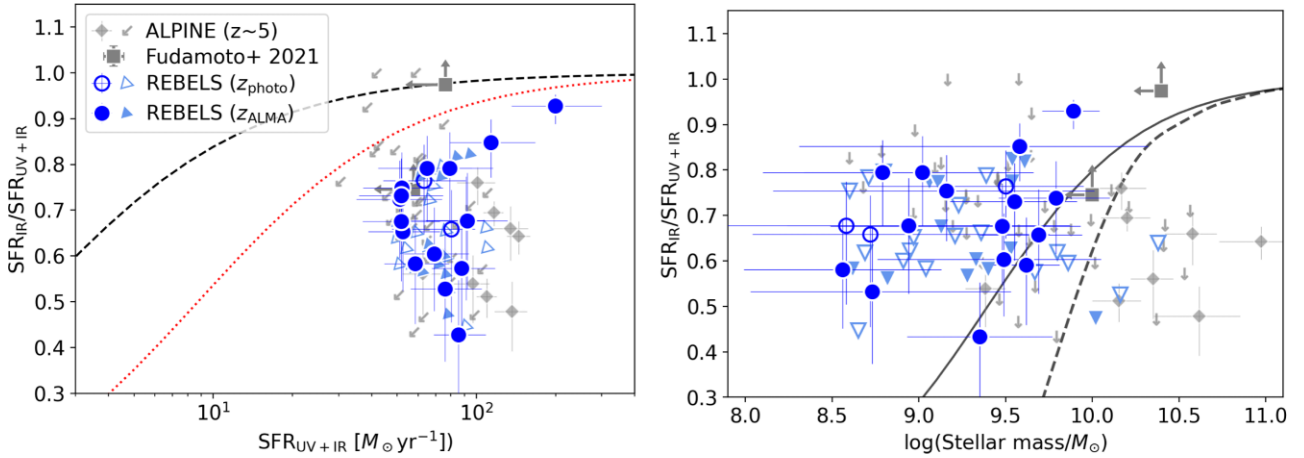 1.1
1.0
0.9
0.8
0.7
0.6
0.5
0.4
0.3
SFR_IR/SFR_UV+IR
ALPINE (z~5)
Fudamoto+ 2021
REBELS (z_photo)
REBELS (z_ALMA)
10^1
10^2
SFR_UV+IR [M_⊙ yr^−1])
1.1
1.0
0.9
0.8
0.7
0.6
0.5
0.4
0.3
SFR_IR/SFR_UV+IR
8.0 8.5 9.0 9.5 10.0 10.5 11.0
log(Stellar mass/M_⊙)